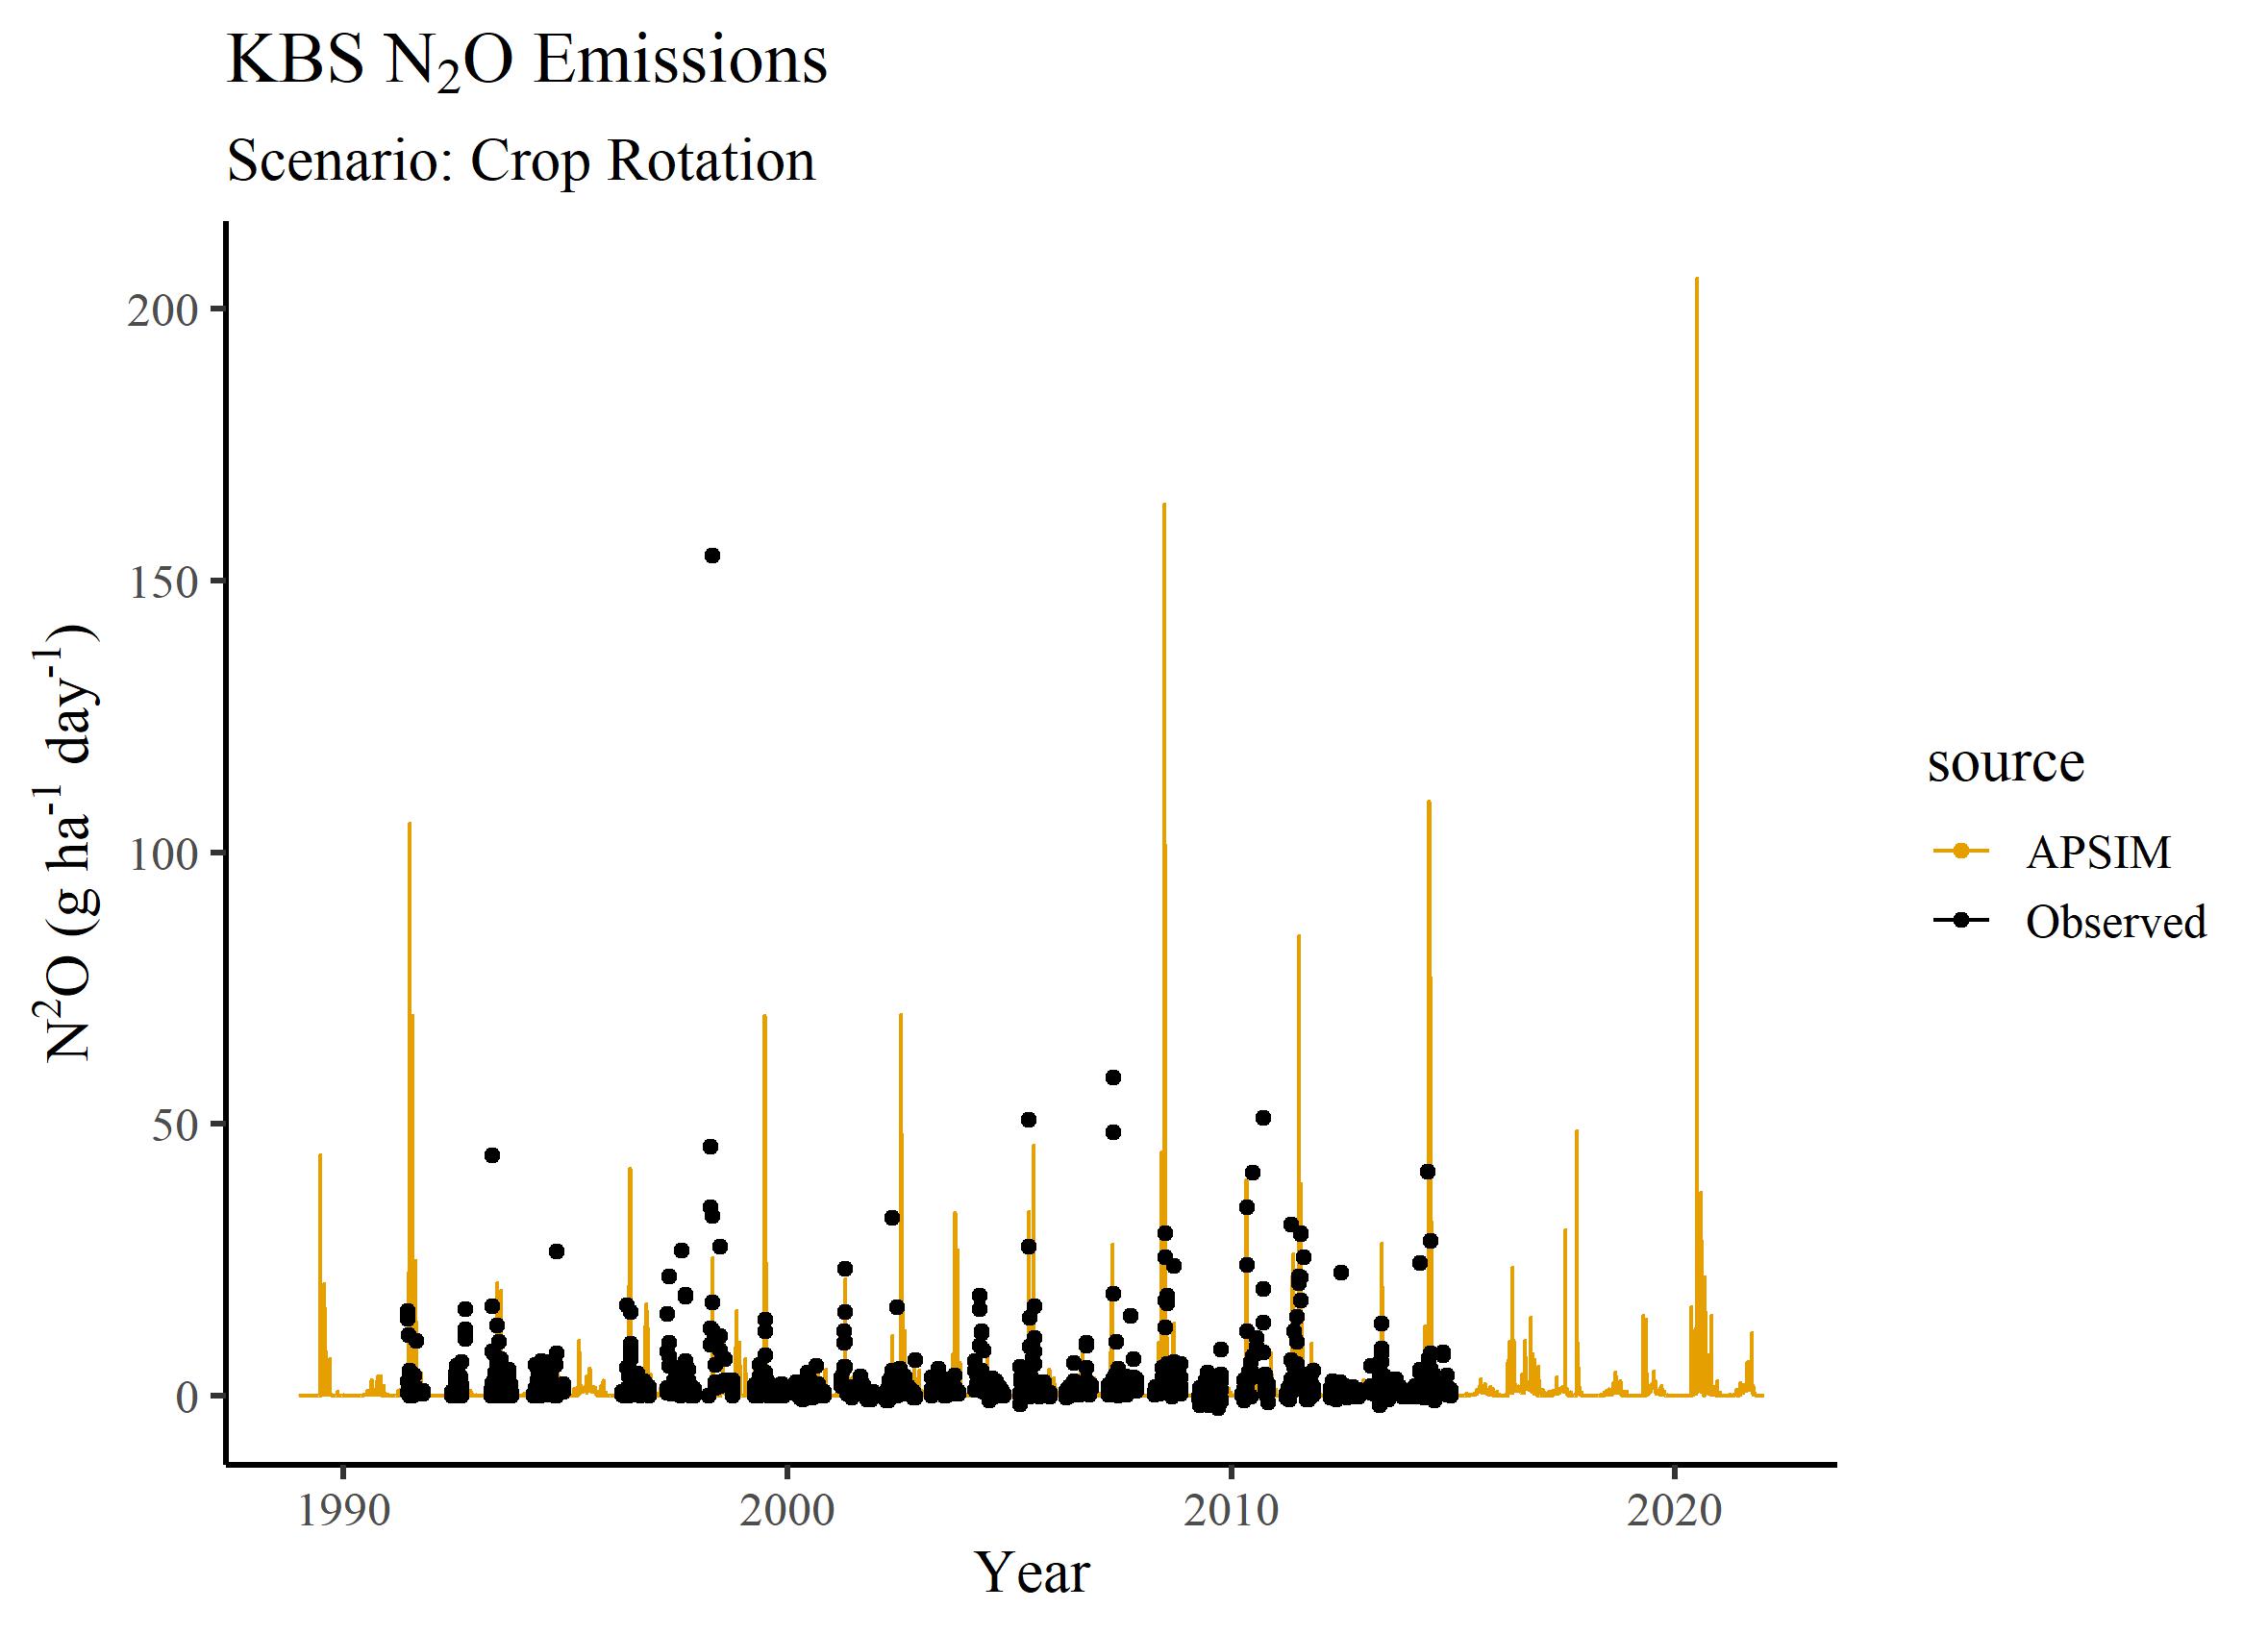 KBS N₂O Emissions
Scenario: Crop Rotation
N²O (g ha⁻¹ day⁻¹)
200
150
100
50
0
1990 2000 2010 2020
Year
source
APSIM
Observed